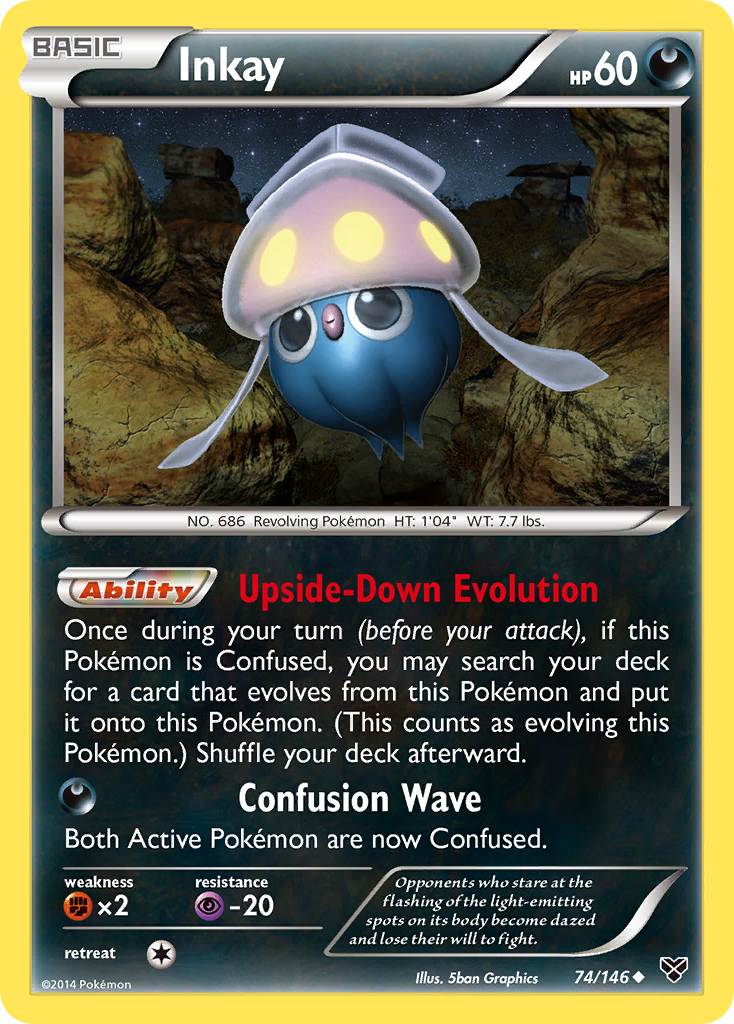 BASIC
Inkay
HP60
NO. 686 Revolving Pokémon HT: 1'04" WT: 7.7 lbs.
Ability Upside-Down Evolution
Once during your turn (before your attack), if this
Pokémon is Confused, you may search your deck
for a card that evolves from this Pokémon and put
it onto this Pokémon. (This counts as evolving this
Pokémon.) Shuffle your deck afterward.
Confusion Wave
Both Active Pokémon are now Confused.
weakness
×2
resistance
-20
retreat
Opponents who stare at the
flashing of the light-emitting
spots on its body become dazed
and lose their will to fight.
©2014 Pokémon
Illus. 5ban Graphics
74/146